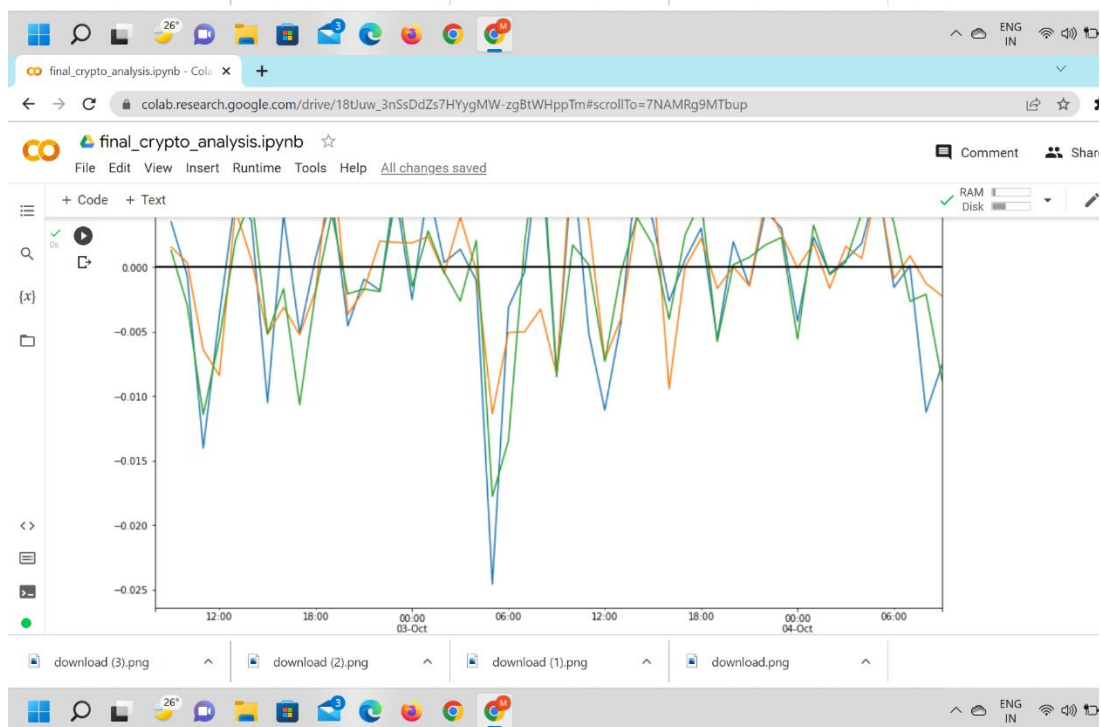 26°
3
M
ENG
IN
final_crypto_analysis.ipynb - Cola
colab.research.google.com/drive/18tUuw_3nSsDdZs7HYygMW-zgBtWHppTm#scrollTo=7NAMRg9MTbup
final_crypto_analysis.ipynb
Comment
Share
File Edit View Insert Runtime Tools Help All changes saved
+ Code + Text
RAM
Disk
0s
{x}
0.000
−0.005
−0.010
−0.015
−0.020
−0.025
12:00 18:00 00:00 06:00 12:00 18:00 00:00 06:00
03-Oct 04-Oct
download (3).png download (2).png download (1).png download.png
26°
3
M
ENG
IN